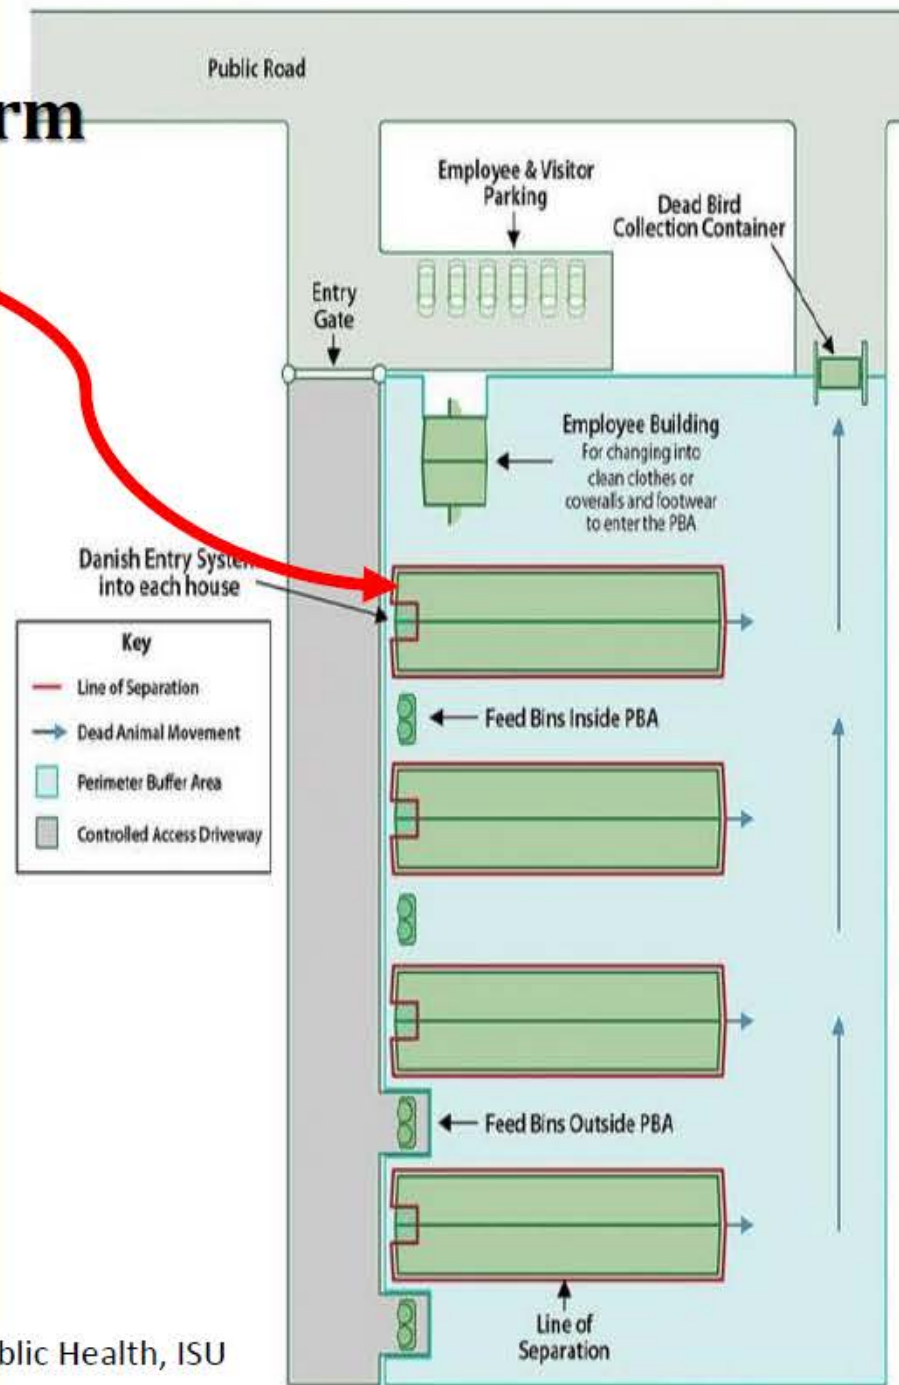 Public Road
rm
Employee & Visitor
Parking
Dead Bird
Collection Container
Entry
Gate
Employee Building
For changing into
clean clothes or
coveralls and footwear
to enter the PBA
Danish Entry
into each house
Key
Line of Separation
Dead Animal Movement
Perimeter Buffer Area
Controlled Access Driveway
Feed Bins Inside PBA
Feed Bins Outside PBA
Line of
Separation
blic Health, ISU